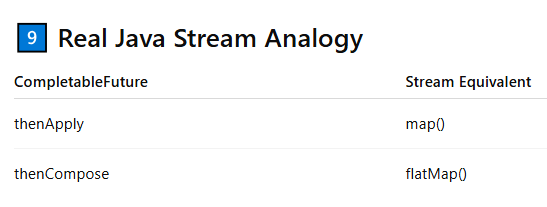 9 Real Java Stream Analogy
CompletableFuture Stream Equivalent
thenApply map()
thenCompose flatMap()